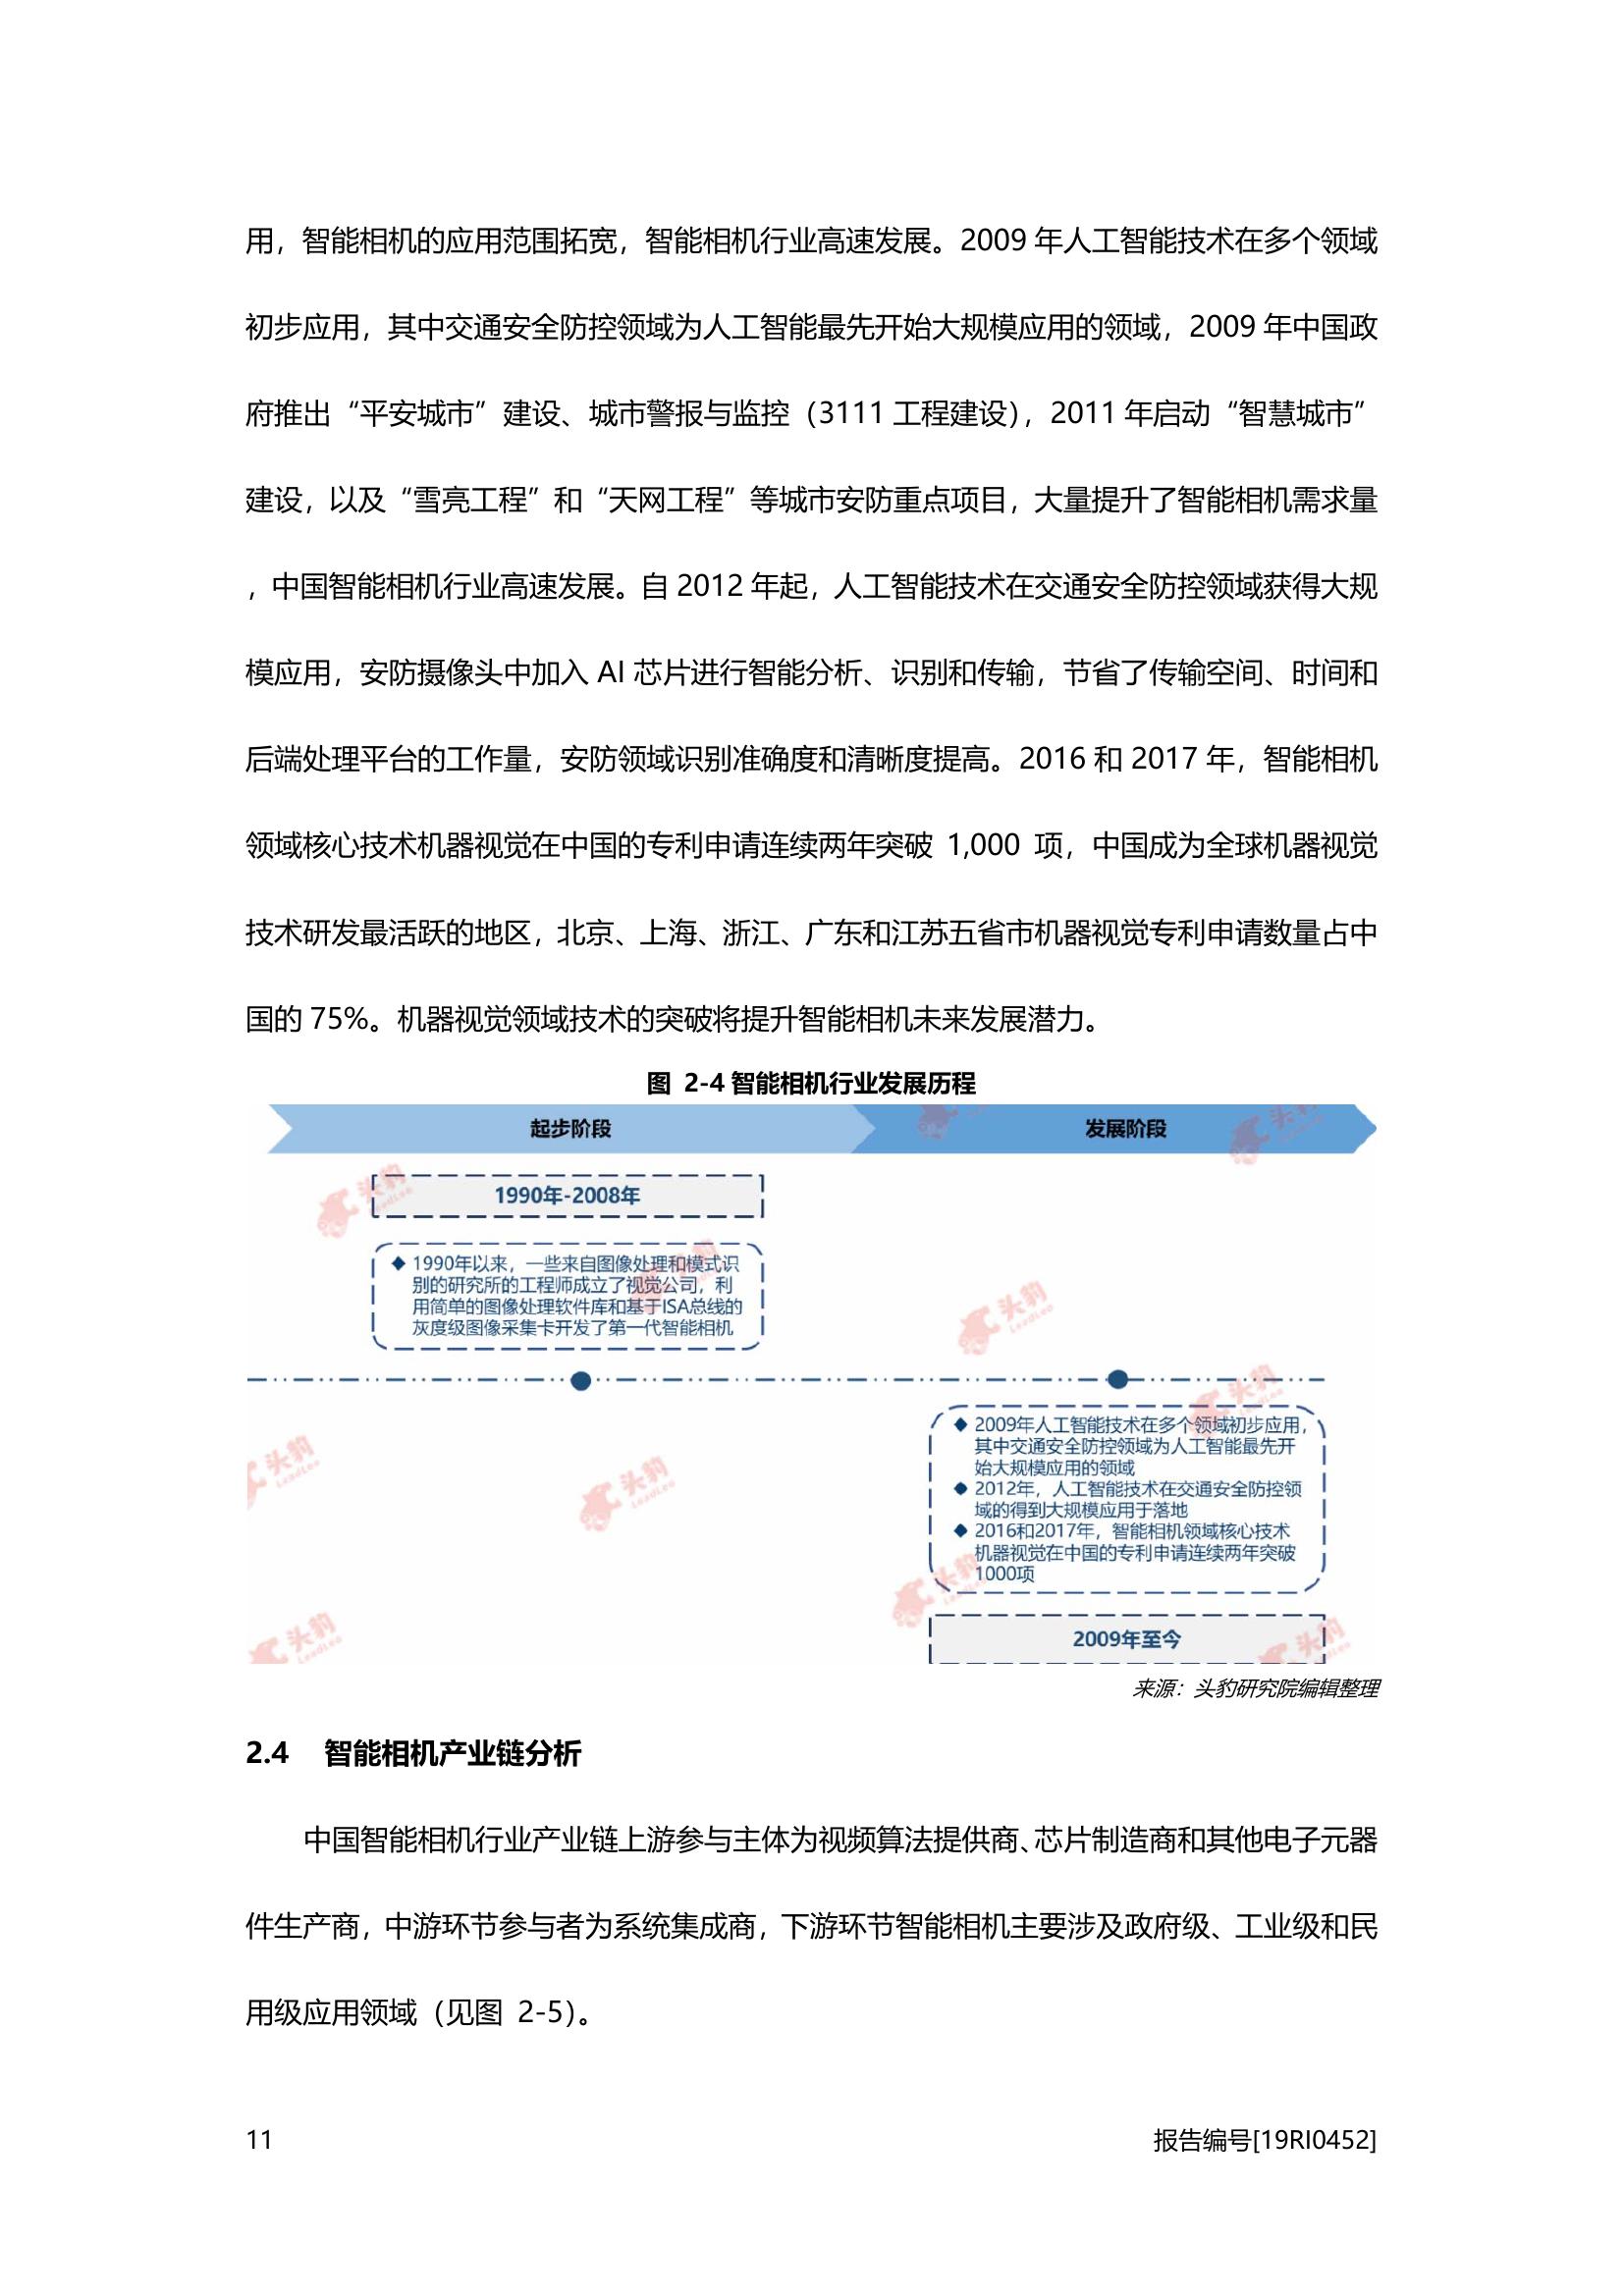 用，智能相机的应用范围拓宽，智能相机行业高速发展。2009 年人工智能技术在多个领域
初步应用，其中交通安全防控领域为人工智能最先开始大规模应用的领域，2009 年中国政
府推出“平安城市”建设、城市警报与监控（3111 工程建设），2011 年启动“智慧城市”
建设，以及“雪亮工程”和“天网工程”等城市安防重点项目，大量提升了智能相机需求量
，中国智能相机行业高速发展。自 2012 年起，人工智能技术在交通安全防控领域获得大规
模应用，安防摄像头中加入 AI 芯片进行智能分析、识别和传输，节省了传输空间、时间和
后端处理平台的工作量，安防领域识别准确度和清晰度提高。2016 和 2017 年，智能相机
领域核心技术机器视觉在中国的专利申请连续两年突破 1,000 项，中国成为全球机器视觉
技术研发最活跃的地区，北京、上海、浙江、广东和江苏五省市机器视觉专利申请数量占中
国的 75%。机器视觉领域技术的突破将提升智能相机未来发展潜力。
图 2-4 智能相机行业发展历程
起步阶段
发展阶段
1990年-2008年
◆ 1990年以来，一些来自图像处理和模式识
别的研究所的工程师成立了视觉公司，利
用简单的图像处理软件库和基于ISA总线的
灰度级图像采集卡开发了第一代智能相机
◆ 2009年人工智能技术在多个领域初步应用，
其中交通安全防控领域为人工智能最先开
始大规模应用的领域
◆ 2012年，人工智能技术在交通安全防控领
域的得到大规模应用于落地
◆ 2016和2017年，智能相机领域核心技术
机器视觉在中国的专利申请连续两年突破
1000项
2009年至今
来源：头豹研究院编辑整理
2.4 智能相机产业链分析
中国智能相机行业产业链上游参与主体为视频算法提供商、芯片制造商和其他电子元器
件生产商，中游环节参与者为系统集成商，下游环节智能相机主要涉及政府级、工业级和民
用级应用领域（见图 2-5）。
11
报告编号[19RI0452]